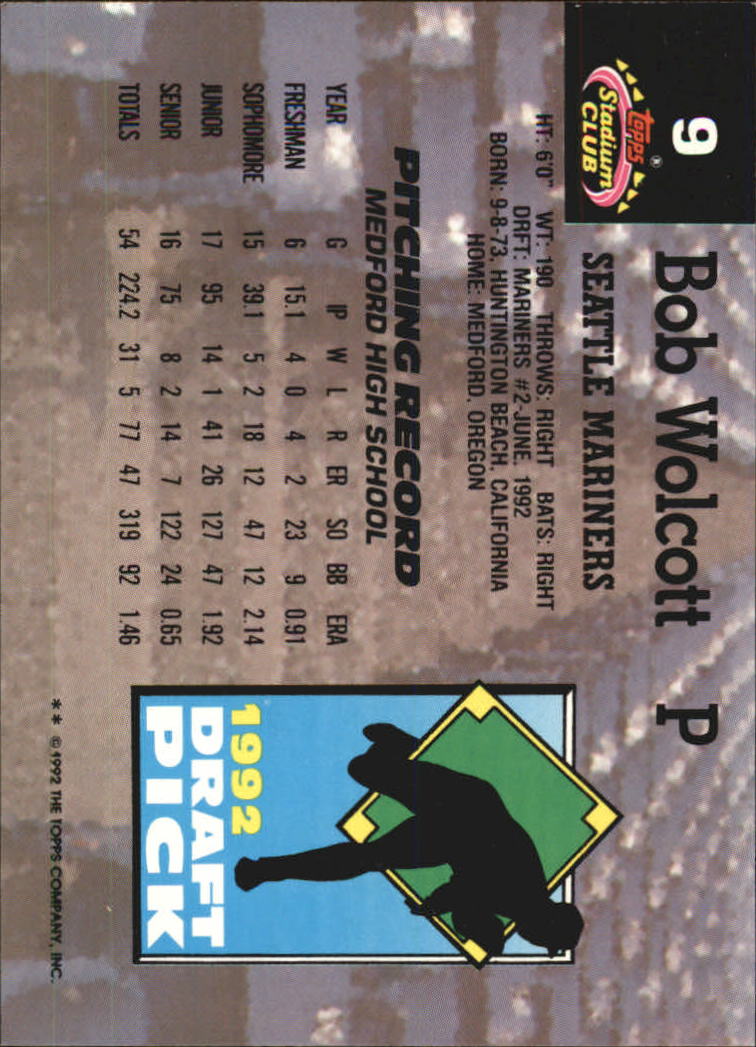 9
TOPPS®
Stadium
CLUB
Bob Wolcott P
SEATTLE MARINERS
HT: 6'0" WT: 190 THROWS: RIGHT BATS: RIGHT
DRFT: MARINERS #2-JUNE, 1992
BORN: 9-8-73, HUNTINGTON BEACH, CALIFORNIA
HOME: MEDFORD, OREGON
PITCHING RECORD
MEDFORD HIGH SCHOOL
YEAR G IP W L R ER SO BB ERA
FRESHMAN 6 15.1 4 0 4 2 23 9 0.91
SOPHOMORE 15 39.1 5 2 18 12 47 12 2.14
JUNIOR 17 95 14 1 41 26 127 47 1.92
SENIOR 16 75 8 2 14 7 122 24 0.65
TOTALS 54 224.2 31 5 77 47 319 92 1.46
1992
DRAFT
PICK
** © 1992 THE TOPPS COMPANY, INC.